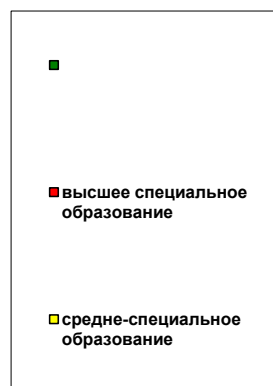 высшее специальное
образование
средне-специальное
образование